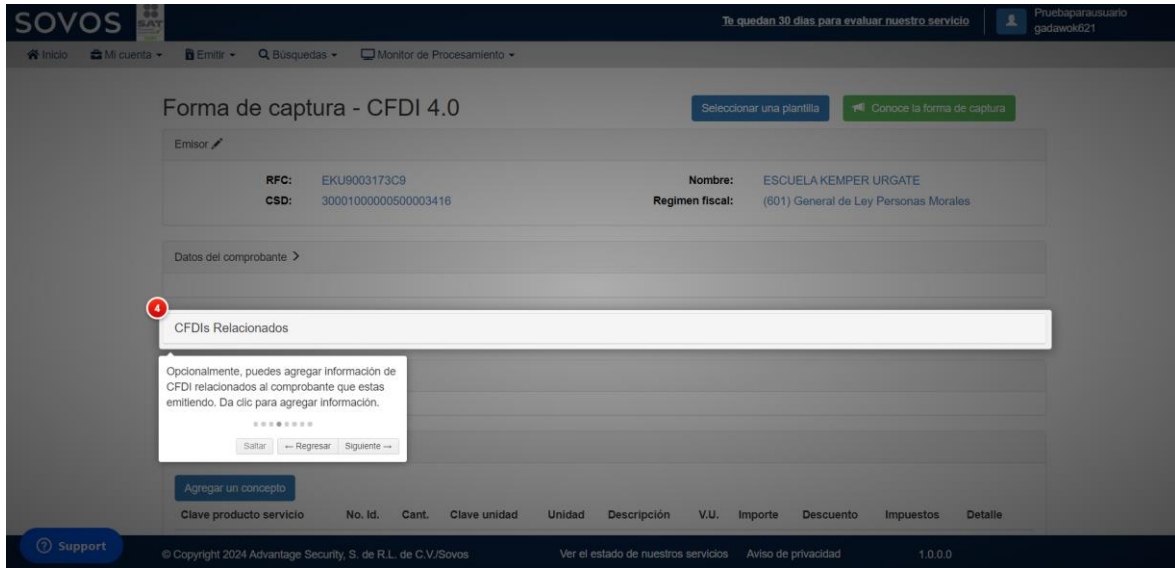 SOVOS SAT
Te quedan 30 dias para evaluar nuestro servicio
Pruebaparausuario
gadawok621
Inicio Mi cuenta Emitir Búsquedas Monitor de Procesamiento
Forma de captura - CFDI 4.0
Seleccionar una plantilla
Conoce la forma de captura
Emisor
RFC: EKU9003173C9 Nombre: ESCUELA KEMPER URGATE
CSD: 30001000000500003416 Regimen fiscal: (601) General de Ley Personas Morales
Datos del comprobante
4
CFDIs Relacionados
Opcionalmente, puedes agregar información de
CFDI relacionados al comprobante que estas
emitiendo. Da clic para agregar información.
Saltar ← Regresar Siguiente →
Agregar un concepto
Clave producto servicio No. Id. Cant. Clave unidad Unidad Descripción V.U. Importe Descuento Impuestos Detalle
Support
© Copyright 2024 Advantage Security, S. de R.L. de C.V./Sovos Ver el estado de nuestros servicios Aviso de privacidad 1.0.0.0